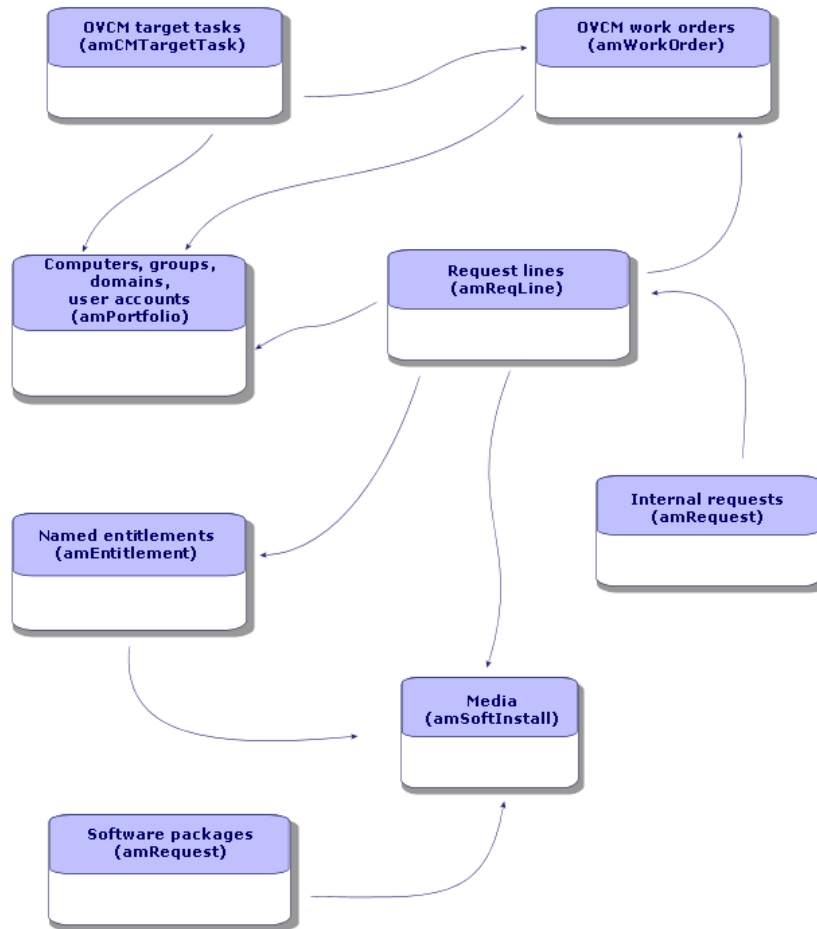 OVCM target tasks
(amCMTargetTask)
OVCM work orders
(amWorkOrder)
Computers, groups,
domains,
user accounts
(amPortfolio)
Request lines
(amReqLine)
Internal requests
(amRequest)
Named entitlements
(amEntitlement)
Media
(amSoftInstall)
Software packages
(amRequest)